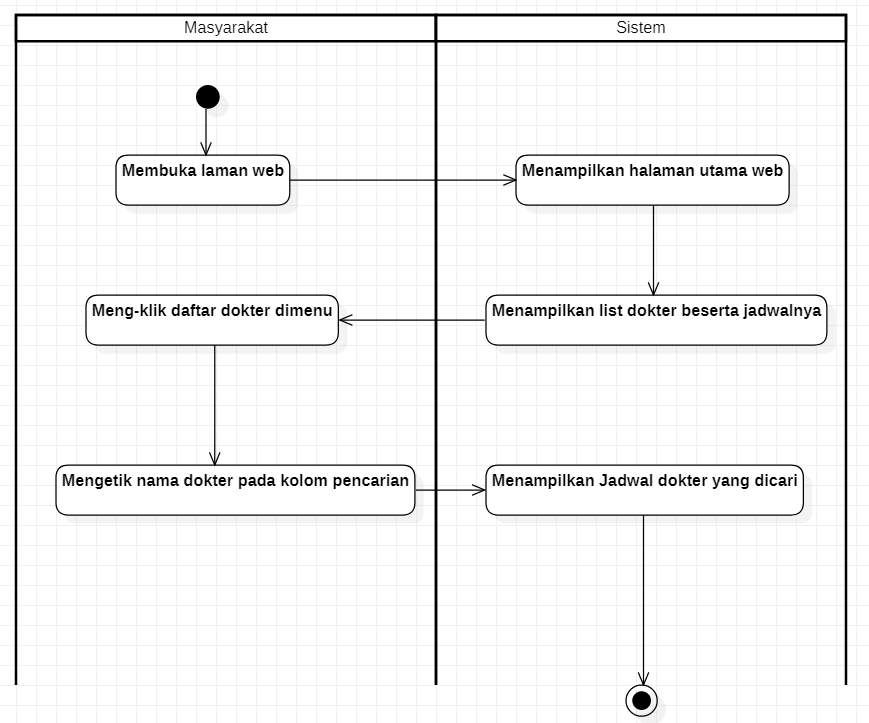 Masyarakat
Sistem
Membuka laman web
Menampilkan halaman utama web
Meng-klik daftar dokter dimenu
Menampilkan list dokter beserta jadwalnya
Mengetik nama dokter pada kolom pencarian
Menampilkan Jadwal dokter yang dicari